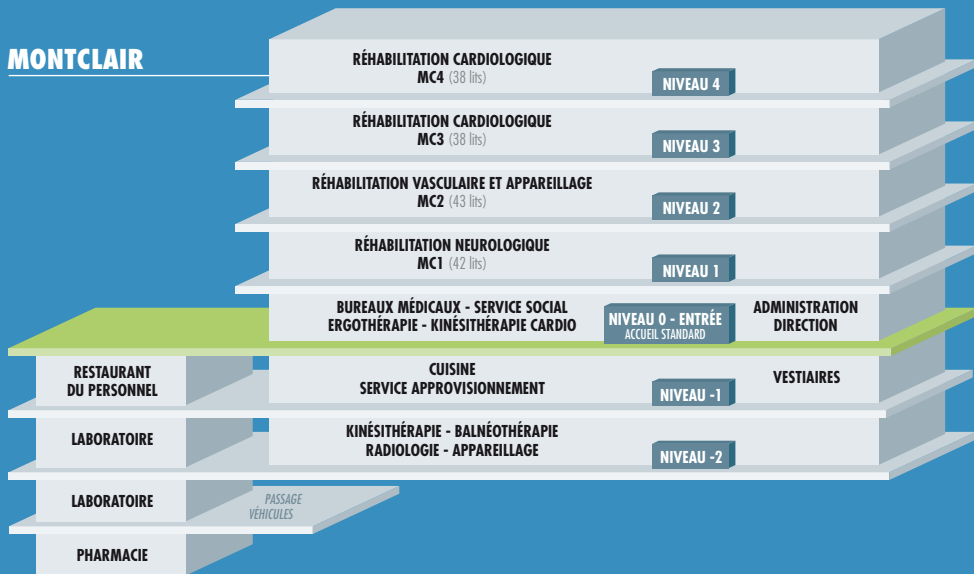 MONTCLAIR
RÉHABILITATION CARDIOLOGIQUE
MC4 (38 lits)
NIVEAU 4
RÉHABILITATION CARDIOLOGIQUE
MC3 (38 lits)
NIVEAU 3
RÉHABILITATION VASCULAIRE ET APPAREILLAGE
MC2 (43 lits)
NIVEAU 2
RÉHABILITATION NEUROLOGIQUE
MC1 (42 lits)
NIVEAU 1
BUREAUX MÉDICAUX - SERVICE SOCIAL
ERGOTHÉRAPIE - KINÉSITHÉRAPIE CARDIO
NIVEAU 0 - ENTRÉE
ACCUEIL STANDARD
ADMINISTRATION
DIRECTION
RESTAURANT
DU PERSONNEL
CUISINE
SERVICE APPROVISIONNEMENT
NIVEAU -1
VESTIAIRES
LABORATOIRE
KINÉSITHÉRAPIE - BALNÉOTHÉRAPIE
RADIOLOGIE - APPAREILLAGE
NIVEAU -2
LABORATOIRE
PASSAGE
VÉHICULES
PHARMACIE